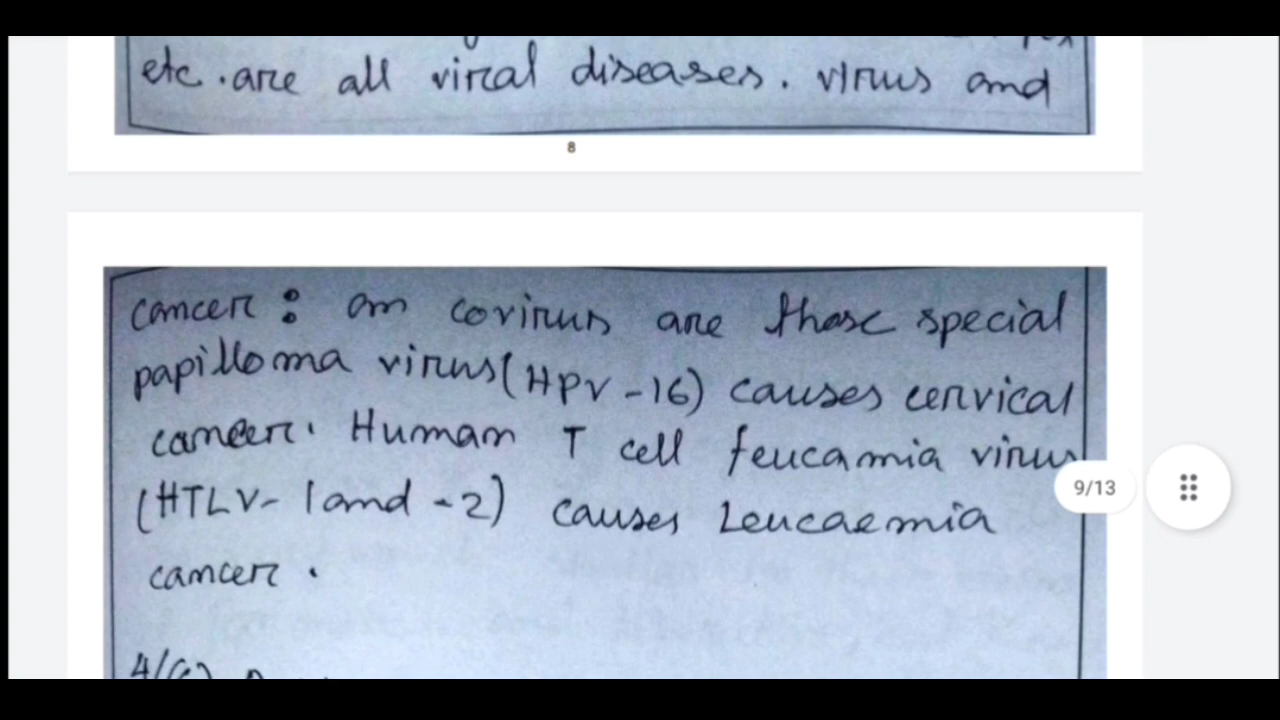 etc. are all viral diseases. virus and
8
cancer: on covirus are those special
papilloma virus (HPV-16) causes cervical
cancer. Human T cell feucamia virus
(HTLV- 1 and -2) causes Leucaemia
cancer.
9/13